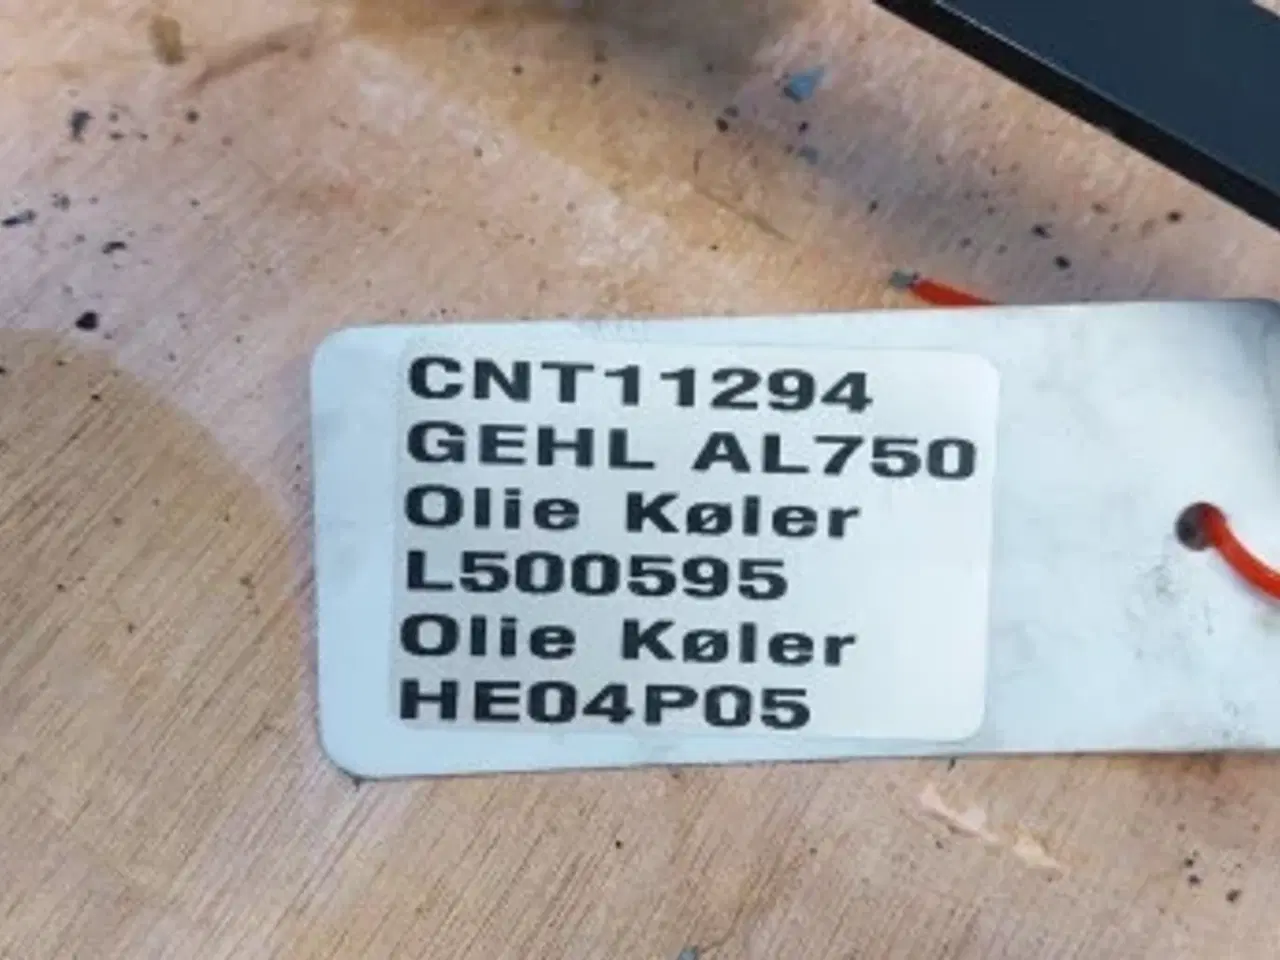 CNT11294
GEHL AL750
Olie Køler
L500595
Olie Køler
HE04P05